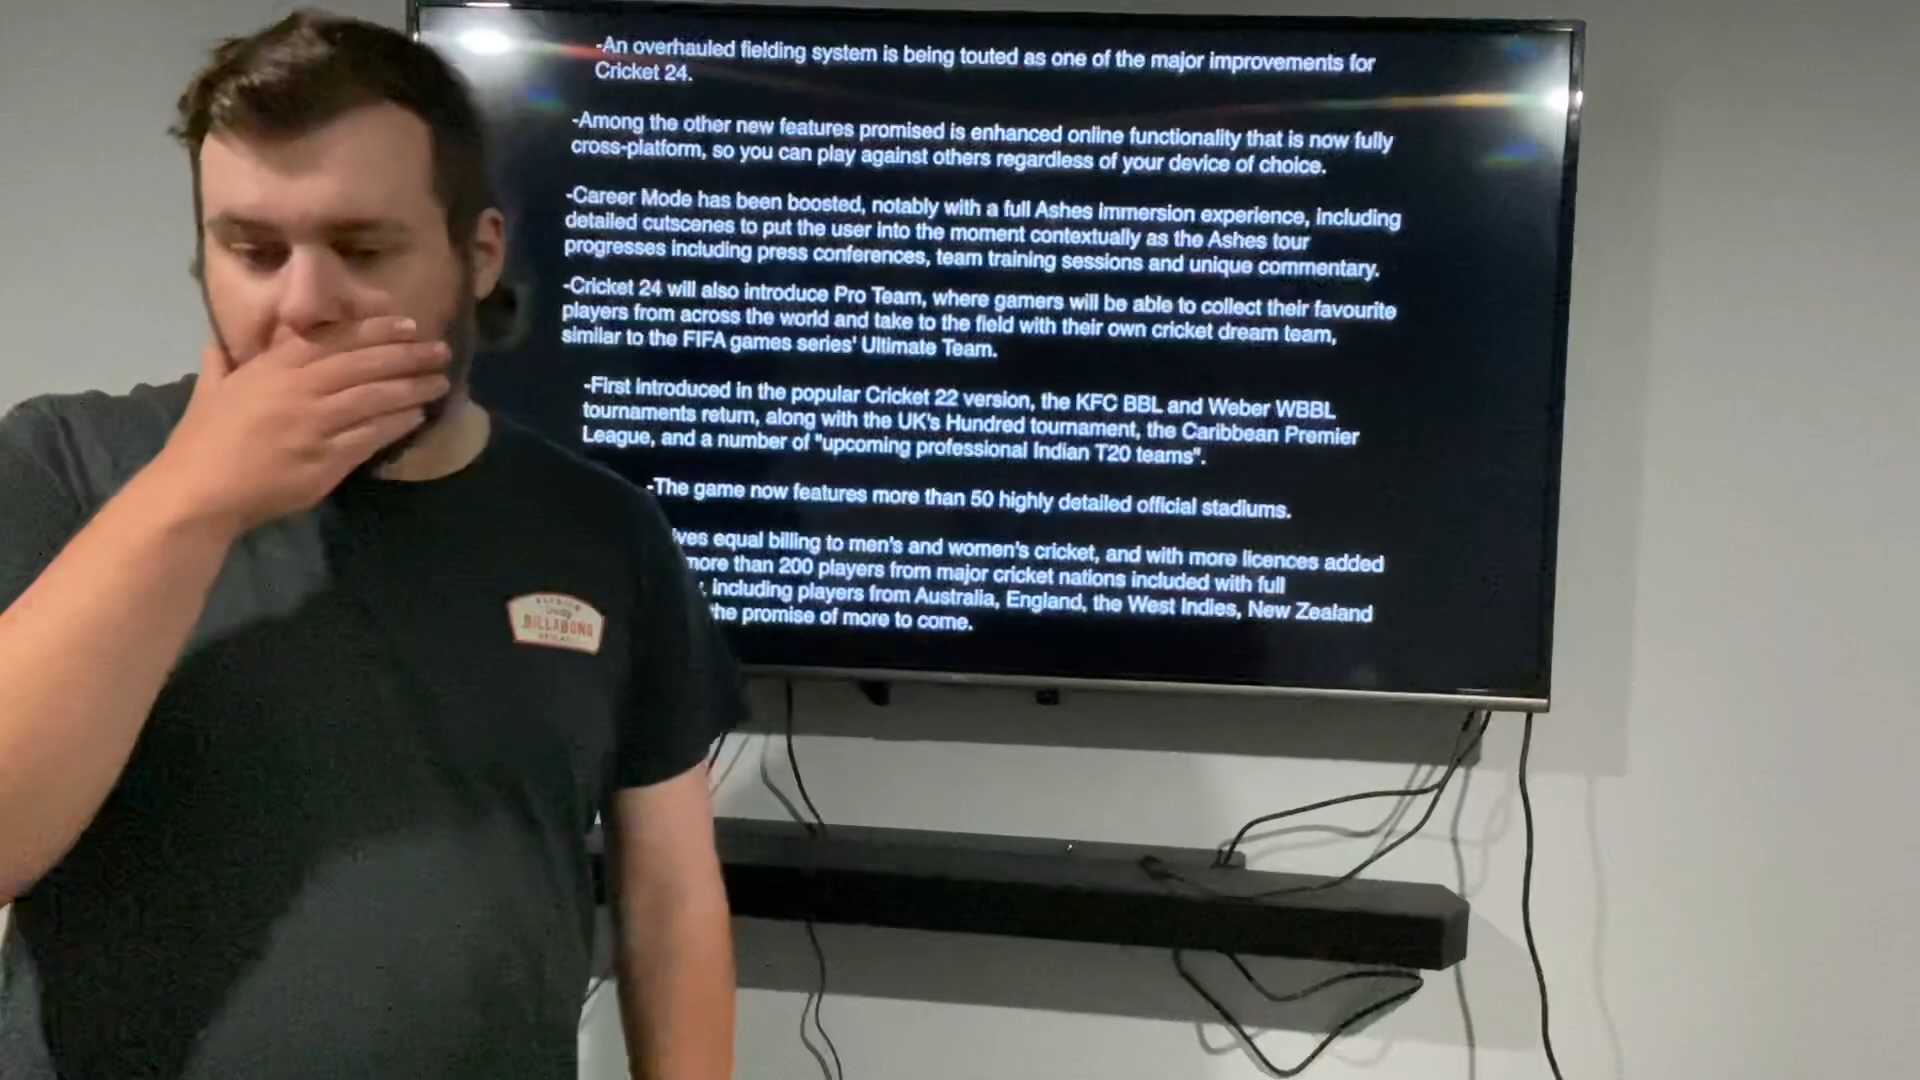 -An overhauled fielding system is being touted as one of the major improvements for
Cricket 24.
-Among the other new features promised is enhanced online functionality that is now fully
cross-platform, so you can play against others regardless of your device of choice.
-Career Mode has been boosted, notably with a full Ashes immersion experience, including
detailed cutscenes to put the user into the moment contextually as the Ashes tour
progresses including press conferences, team training sessions and unique commentary.
-Cricket 24 will also introduce Pro Team, where gamers will be able to collect their favourite
players from across the world and take to the field with their own cricket dream team,
similar to the FIFA games series' Ultimate Team.
-First introduced in the popular Cricket 22 version, the KFC BBL and Weber WBBL
tournaments return, along with the UK's Hundred tournament, the Caribbean Premier
League, and a number of "upcoming professional Indian T20 teams".
-The game now features more than 50 highly detailed official stadiums.
equal billing to men's and women's cricket, and with more licences added
more than 200 players from major cricket nations included with full
including players from Australia, England, the West Indies, New Zealand
the promise of more to come.
BILLABONG